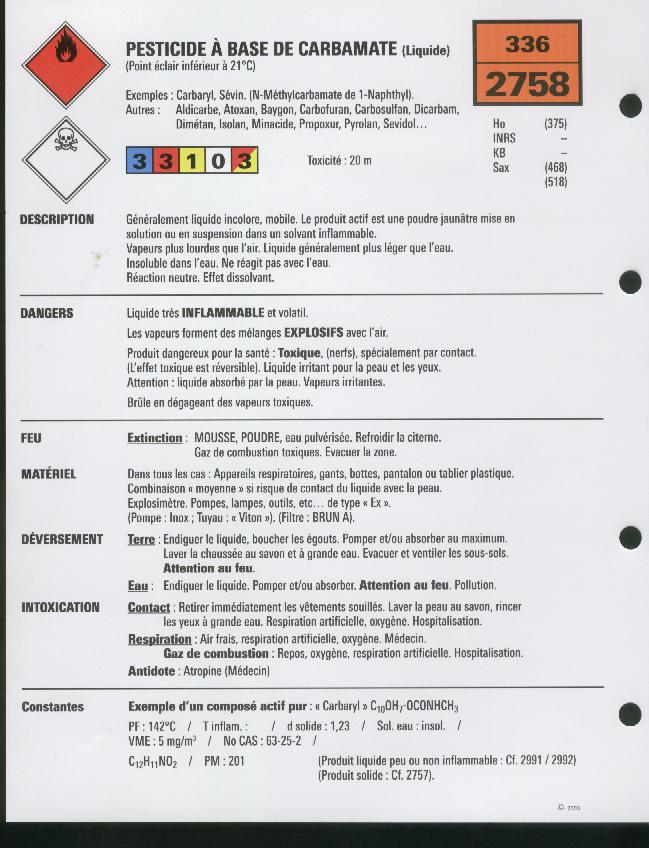 PESTICIDE À BASE DE CARBAMATE (Liquide)
(Point éclair inférieur à 21°C)
336
2758
Exemples : Carbaryl, Sévin. (N-Méthylcarbamate de 1-Naphthyl).
Autres : Aldicarbe, Atoxan, Baygon, Carbofuran, Carbosulfan, Dicarbam,
Dimétan, Isolan, Minacide, Propoxur, Pyrolan, Sevidol...
Ho (375)
INRS –
KB –
Sax (468)
(518)
3 3 1 0 3
Toxicité : 20 m
DESCRIPTION
Généralement liquide incolore, mobile. Le produit actif est une poudre jaunâtre mise en
solution ou en suspension dans un solvant inflammable.
Vapeurs plus lourdes que l'air. Liquide généralement plus léger que l'eau.
Insoluble dans l'eau. Ne réagit pas avec l'eau.
Réaction neutre. Effet dissolvant.
DANGERS
Liquide très INFLAMMABLE et volatil.
Les vapeurs forment des mélanges EXPLOSIFS avec l'air.
Produit dangereux pour la santé : Toxique, (nerfs), spécialement par contact.
(L'effet toxique est réversible). Liquide irritant pour la peau et les yeux.
Attention : liquide absorbé par la peau. Vapeurs irritantes.
Brûle en dégageant des vapeurs toxiques.
FEU
Extinction : MOUSSE, POUDRE, eau pulvérisée. Refroidir la citerne.
Gaz de combustion toxiques. Evacuer la zone.
MATÉRIEL
Dans tous les cas : Appareils respiratoires, gants, bottes, pantalon ou tablier plastique.
Combinaison « moyenne » si risque de contact du liquide avec la peau.
Explosimètre. Pompes, lampes, outils, etc... de type « Ex ».
(Pompe : Inox ; Tuyau : « Viton »). (Filtre : BRUN A).
DÉVERSEMENT
Terre : Endiguer le liquide, boucher les égouts. Pomper et/ou absorber au maximum.
Laver la chaussée au savon et à grande eau. Evacuer et ventiler les sous-sols.
Attention au feu.
Eau : Endiguer le liquide. Pomper et/ou absorber. Attention au feu. Pollution.
INTOXICATION
Contact : Retirer immédiatement les vêtements souillés. Laver la peau au savon, rincer
les yeux à grande eau. Respiration artificielle, oxygène. Hospitalisation.
Respiration : Air frais, respiration artificielle, oxygène. Médecin.
Gaz de combustion : Repos, oxygène, respiration artificielle. Hospitalisation.
Antidote : Atropine (Médecin)
Constantes
Exemple d'un composé actif pur : « Carbaryl » C10OH7-OCONHCH3
PF : 142°C / T inflam. : / d solide : 1,23 / Sol. eau : insol. /
VME : 5 mg/m³ / No CAS : 63-25-2 /
C12H11NO2 / PM : 201 (Produit liquide peu ou non inflammable : Cf. 2991 / 2992)
(Produit solide : Cf. 2757).